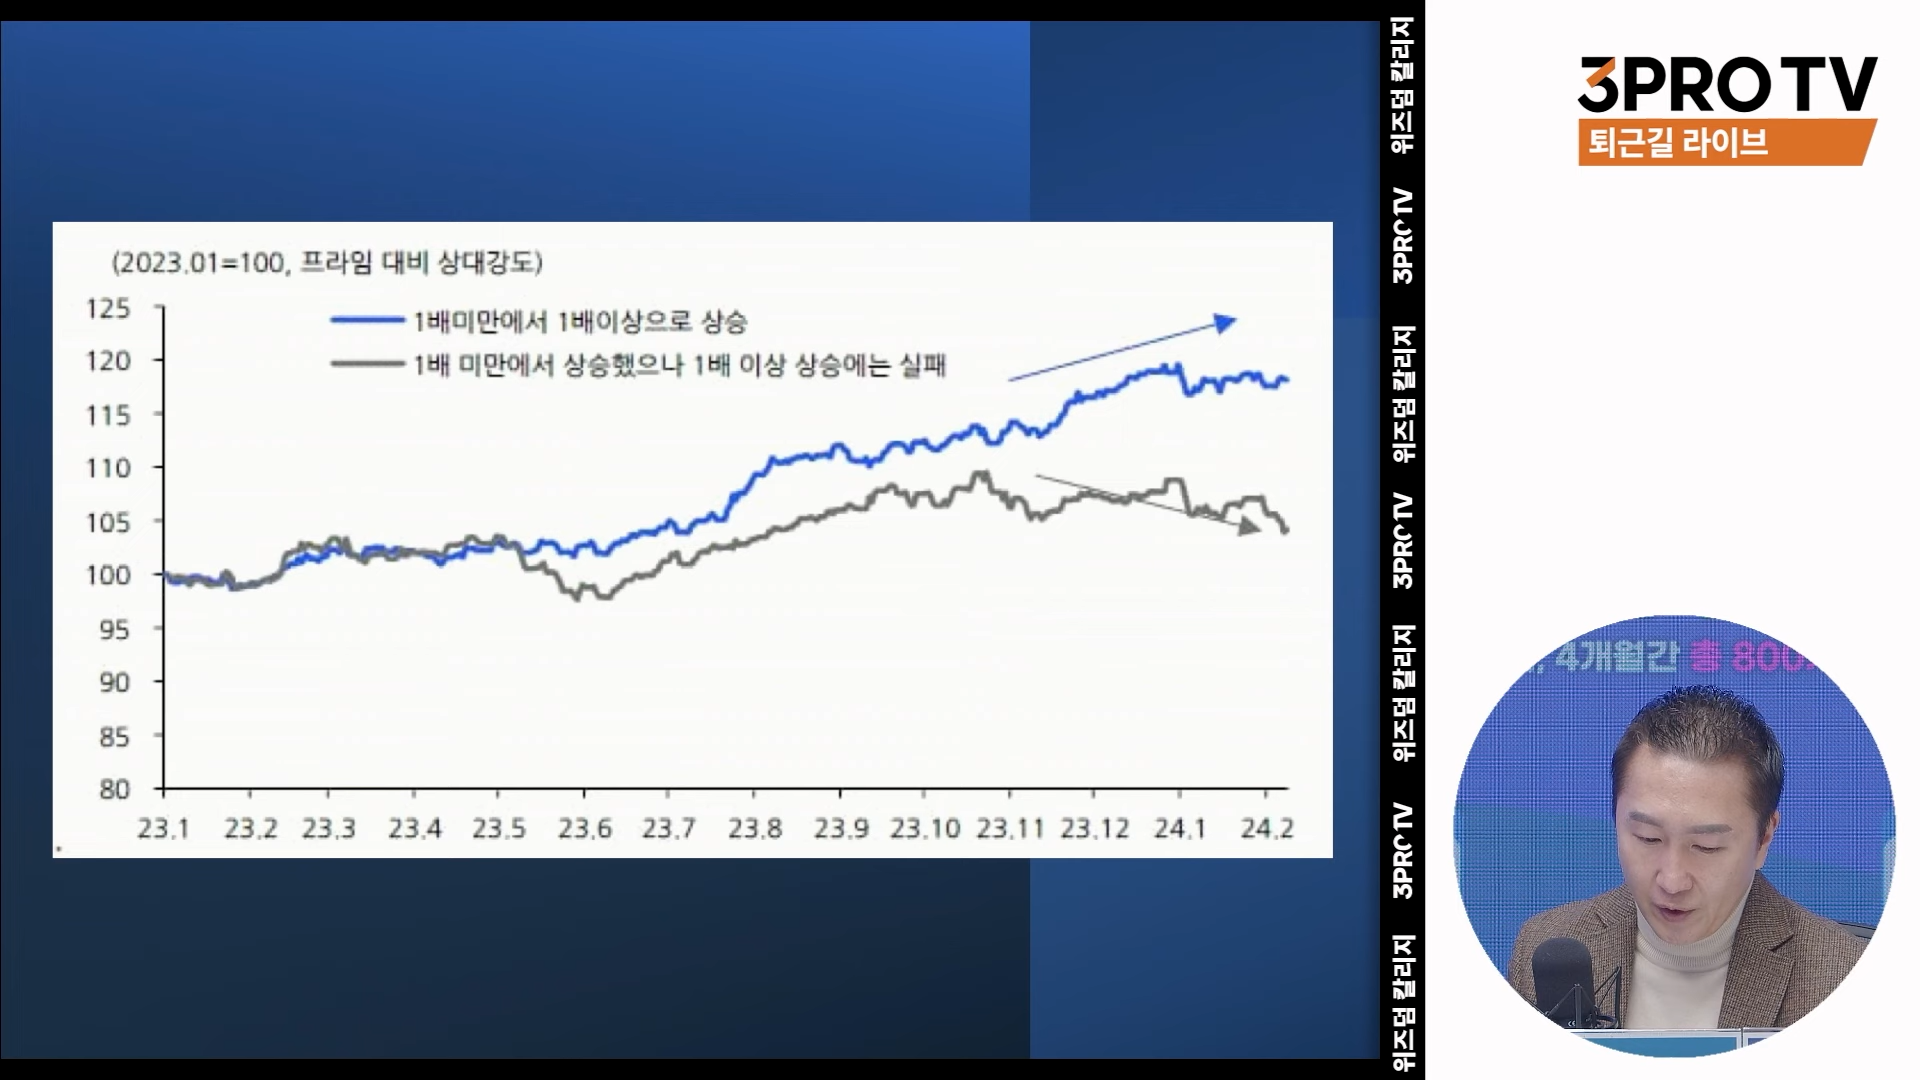 (2023.01=100, 프라임 대비 상대강도)
125
120
115
110
105
100
95
90
85
80
1배미만에서 1배이상으로 상승
1배 미만에서 상승했으나 1배 이상 상승에는 실패
23.1 23.2 23.3 23.4 23.5 23.6 23.7 23.8 23.9 23.10 23.11 23.12 24.1 24.2
위즈덤 칼리지
3PROTV
위즈덤 칼리지
3PROTV
위즈덤 칼리지
3PROTV
위즈덤 칼리지
3PROTV
퇴근길 라이브
4개월간 총 800